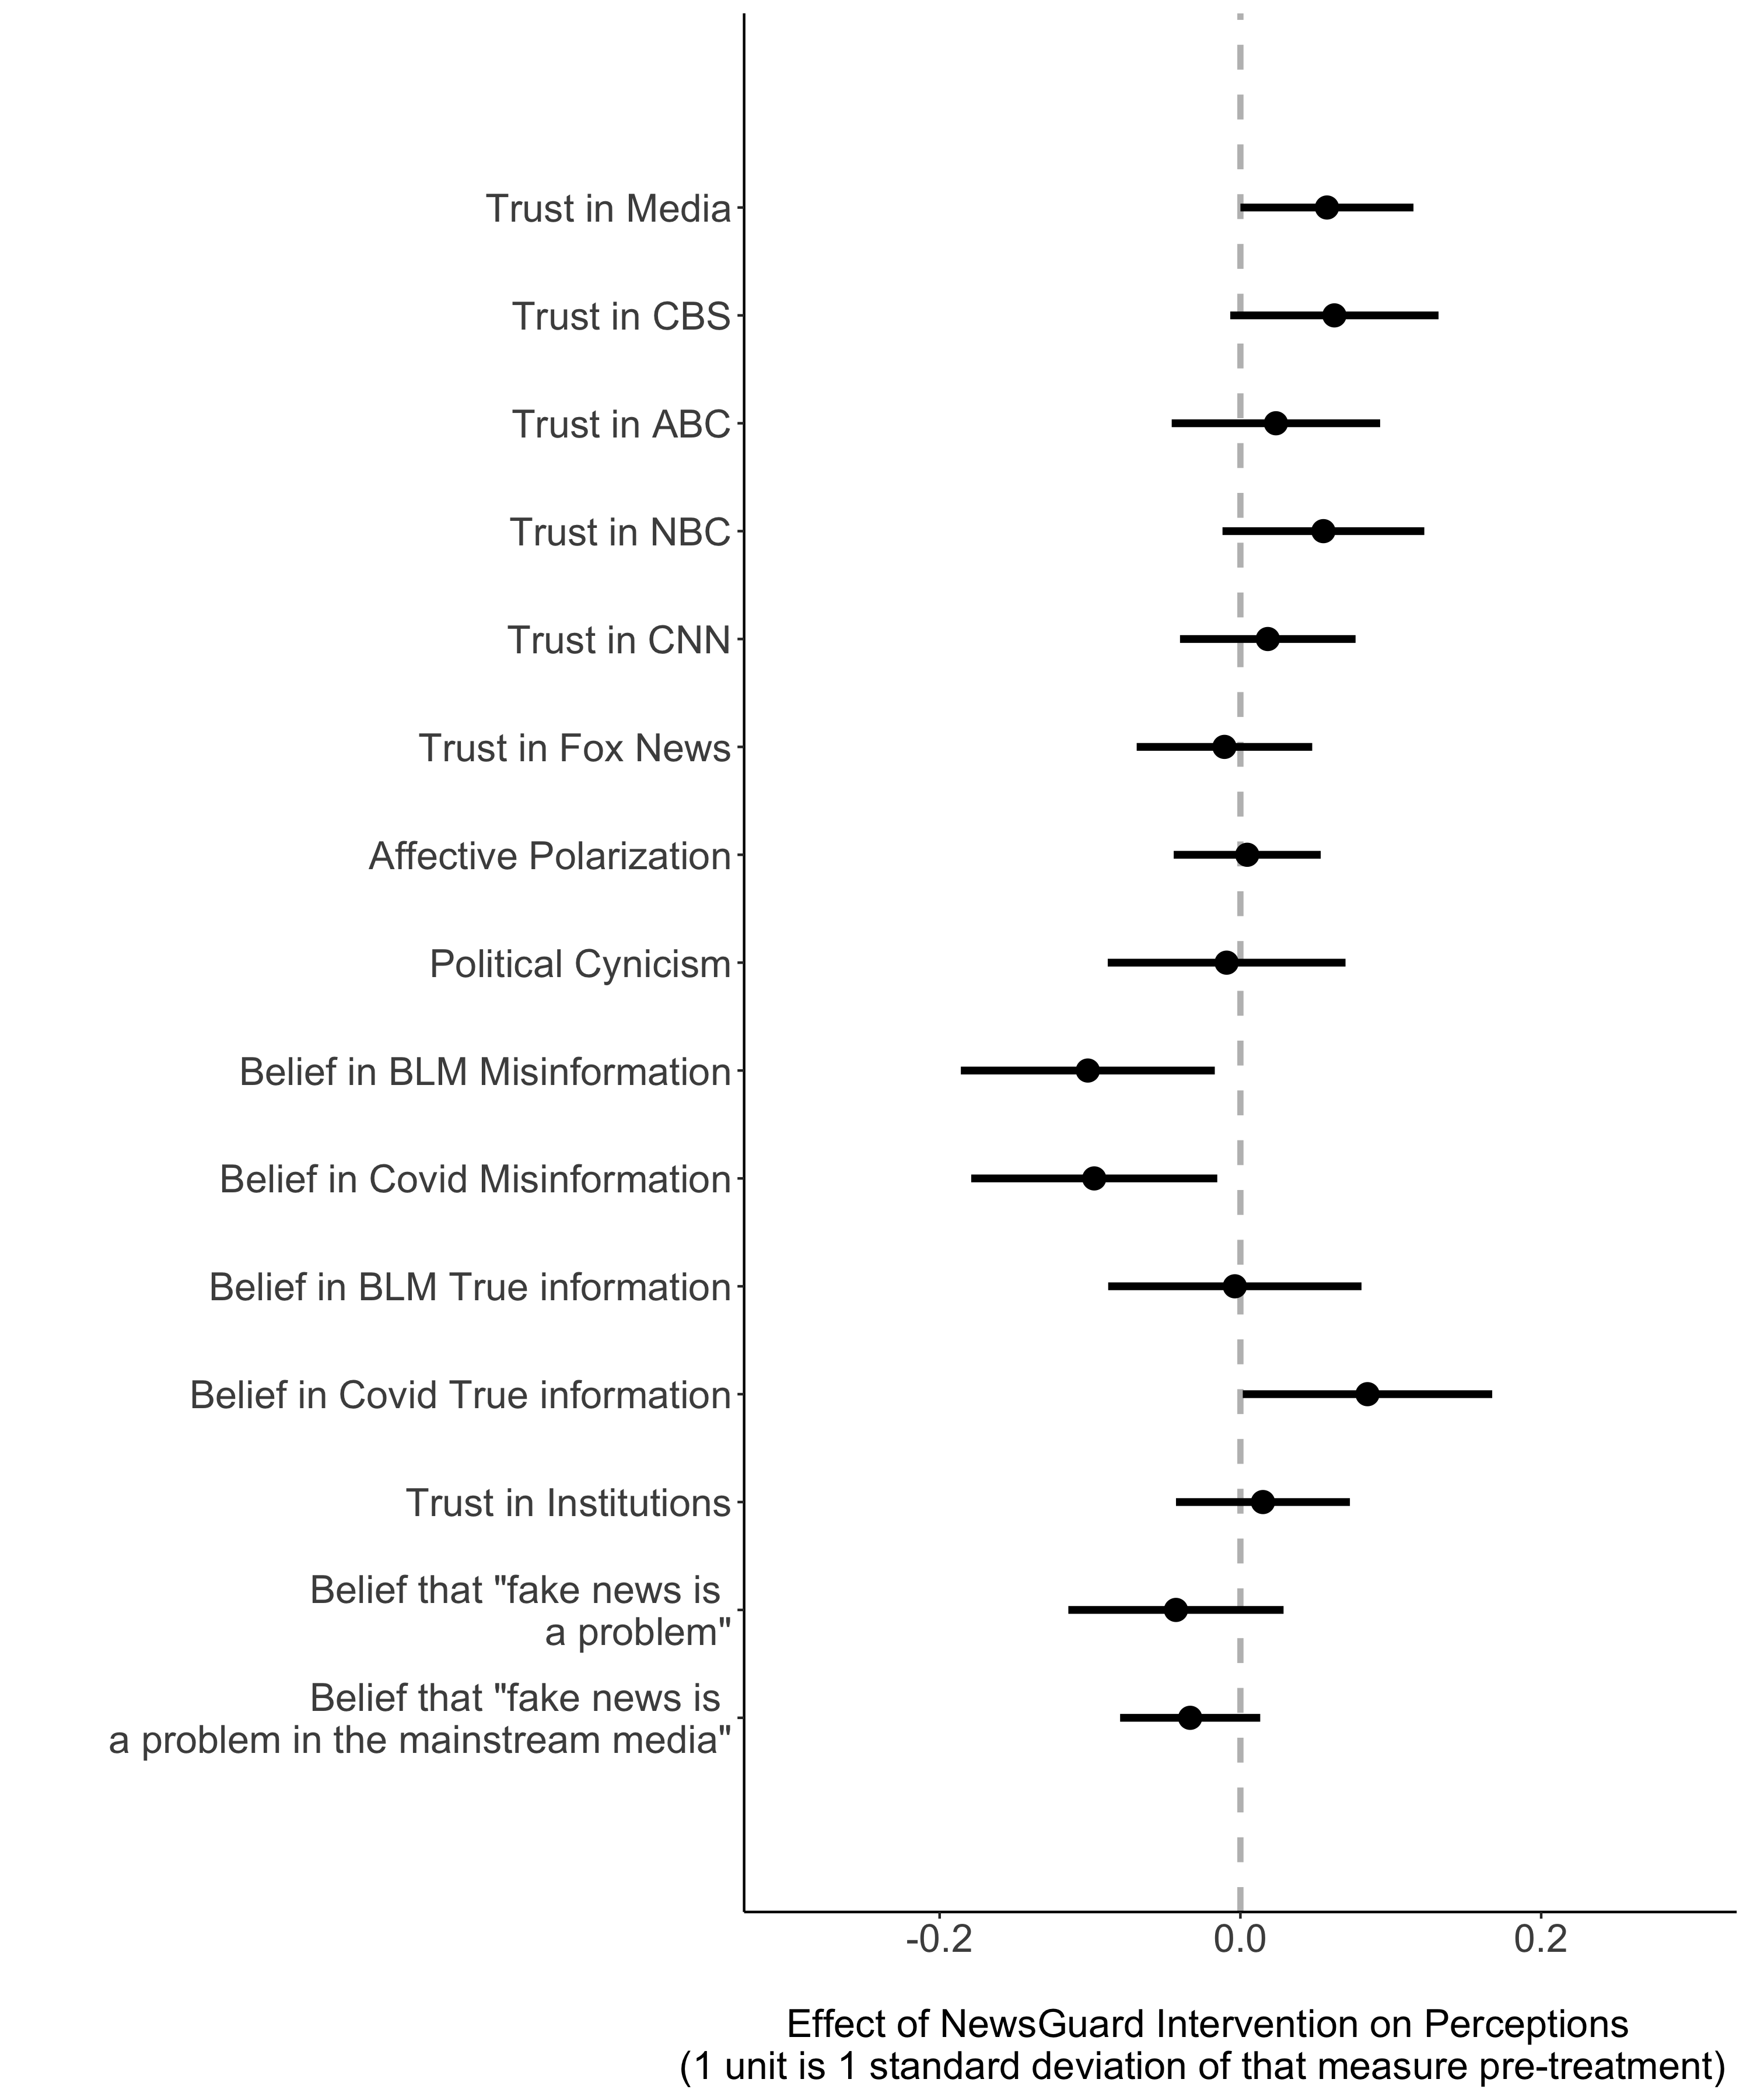 Trust in Media
Trust in CBS
Trust in ABC
Trust in NBC
Trust in CNN
Trust in Fox News
Affective Polarization
Political Cynicism
Belief in BLM Misinformation
Belief in Covid Misinformation
Belief in BLM True information
Belief in Covid True information
Trust in Institutions
Belief that "fake news is
a problem"
Belief that "fake news is
a problem in the mainstream media"
-0.2 0.0 0.2
Effect of NewsGuard Intervention on Perceptions
(1 unit is 1 standard deviation of that measure pre-treatment)